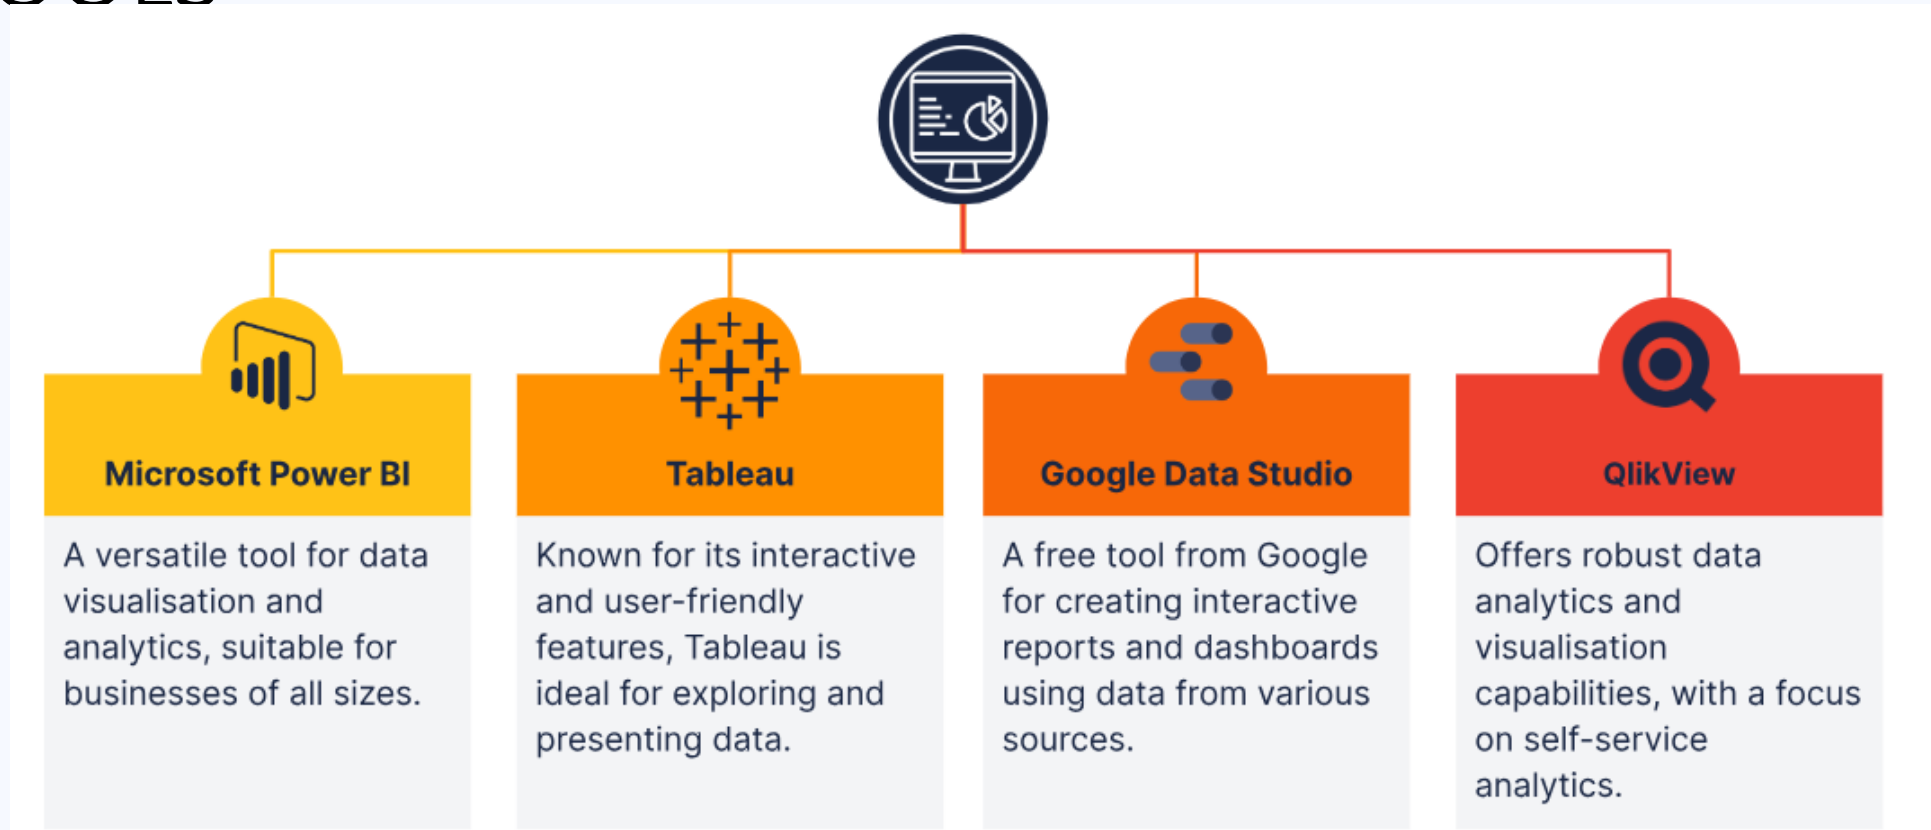 Microsoft Power BI
A versatile tool for data
visualisation and
analytics, suitable for
businesses of all sizes.
Tableau
Known for its interactive
and user-friendly
features, Tableau is
ideal for exploring and
presenting data.
Google Data Studio
A free tool from Google
for creating interactive
reports and dashboards
using data from various
sources.
QlikView
Offers robust data
analytics and
visualisation
capabilities, with a focus
on self-service
analytics.